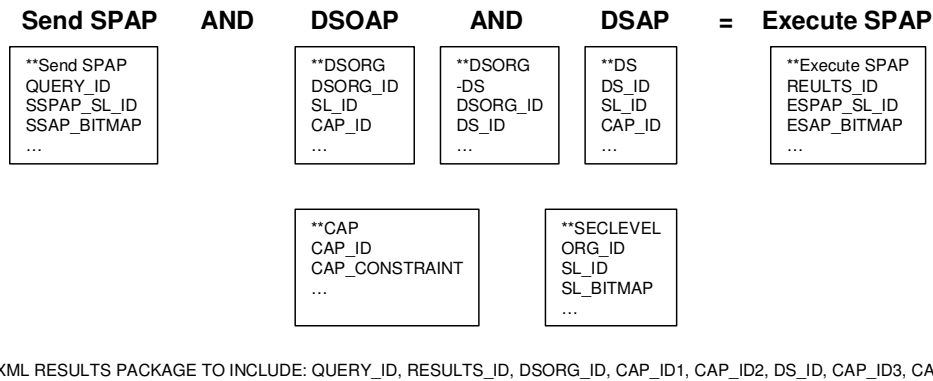 Send SPAP AND DSOAP AND DSAP = Execute SPAP
**Send SPAP
QUERY_ID
SSPAP_SL_ID
SSAP_BITMAP
…
**DSORG
DSORG_ID
SL_ID
CAP_ID
…
**DSORG
-DS
DSORG_ID
DS_ID
…
**DS
DS_ID
SL_ID
CAP_ID
…
**Execute SPAP
REULTS_ID
ESPAP_SL_ID
ESAP_BITMAP
…
**CAP
CAP_ID
CAP_CONSTRAINT
…
**SECLEVEL
ORG_ID
SL_ID
SL_BITMAP
…
XML RESULTS PACKAGE TO INCLUDE: QUERY_ID, RESULTS_ID, DSORG_ID, CAP_ID1, CAP_ID2, DS_ID, CAP_ID3, CA